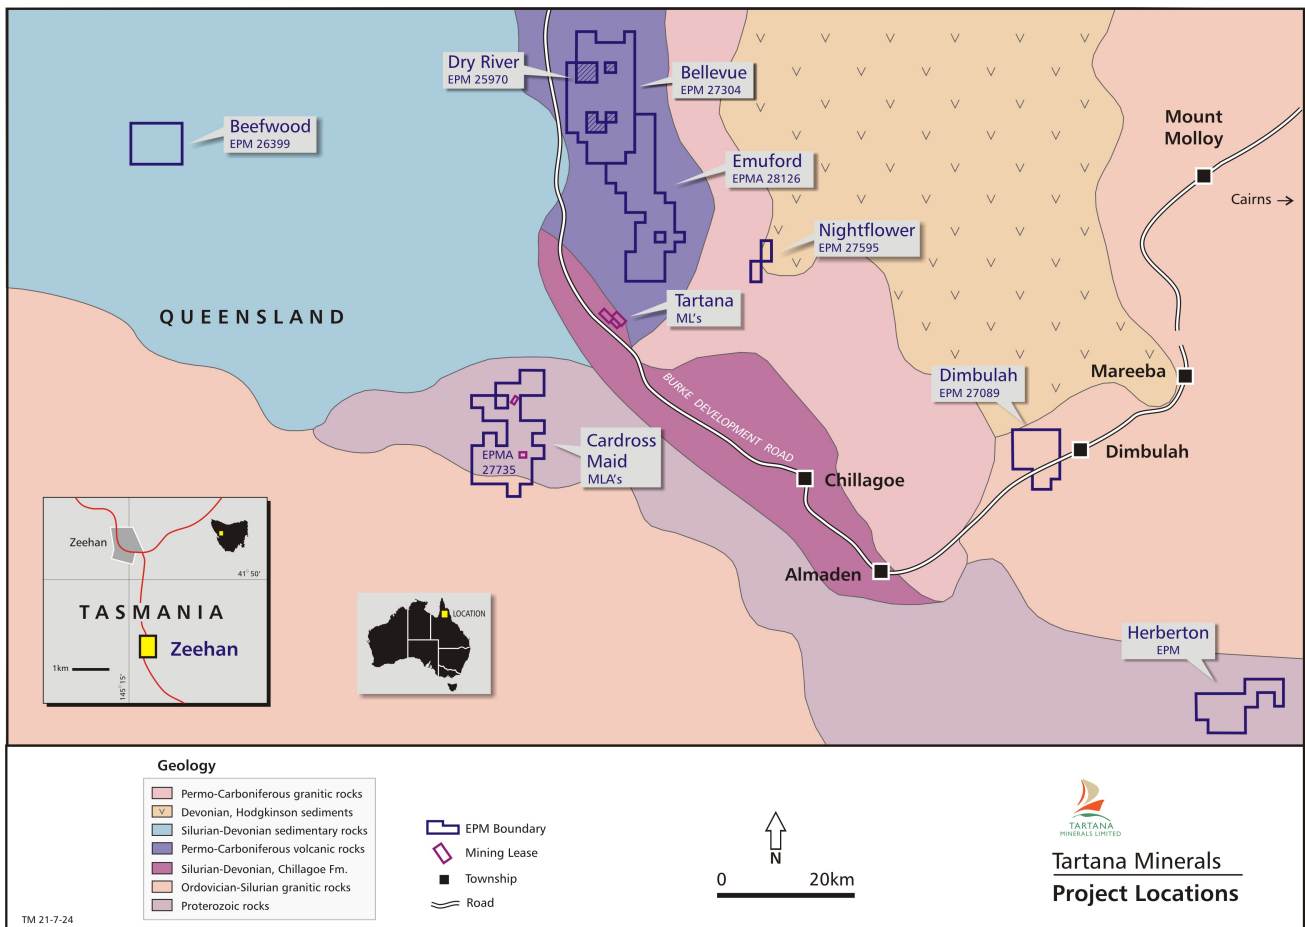 Dry River
EPM 25970
Bellevue
EPM 27304
Beefwood
EPM 26399
Mount
Molloy
Emuford
EPMA 28126
Cairns →
Nightflower
EPM 27595
QUEENSLAND
Tartana
ML's
Mareeba
Dimbulah
EPM 27089
BURKE DEVELOPMENT ROAD
Cardross
Maid
MLA's
EPMA
27735
Dimbulah
Chillagoe
Almaden
Zeehan
41° 50'
TASMANIA
Zeehan
1km
145° 15'
LOCATION
Herberton
EPM
Geology
Permo-Carboniferous granitic rocks
Devonian, Hodgkinson sediments
Silurian-Devonian sedimentary rocks
Permo-Carboniferous volcanic rocks
Silurian-Devonian, Chillagoe Fm.
Ordovician-Silurian granitic rocks
Proterozoic rocks
EPM Boundary
Mining Lease
Township
Road
N
0 20km
TARTANA
MINERALS LIMITED
Tartana Minerals
Project Locations
TM 21-7-24